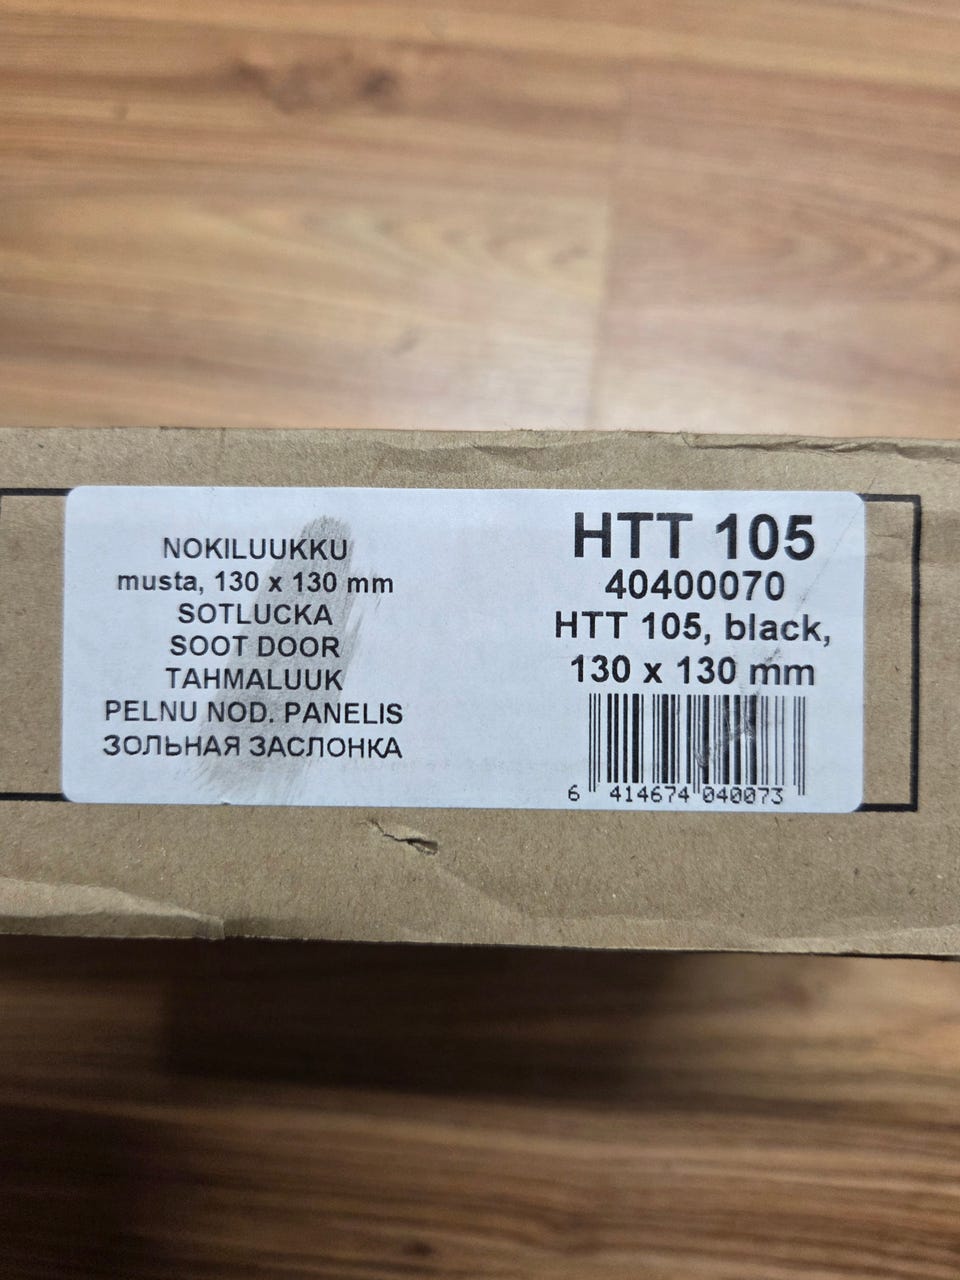 NOKILUUKKU
musta, 130 x 130 mm
SOTLUCKA
SOOT DOOR
TAHMALUUK
PELNU NOD. PANELIS
ЗОЛЬНАЯ ЗАСЛОНКА
HTT 105
40400070
HTT 105, black,
130 x 130 mm
6 414674 040073